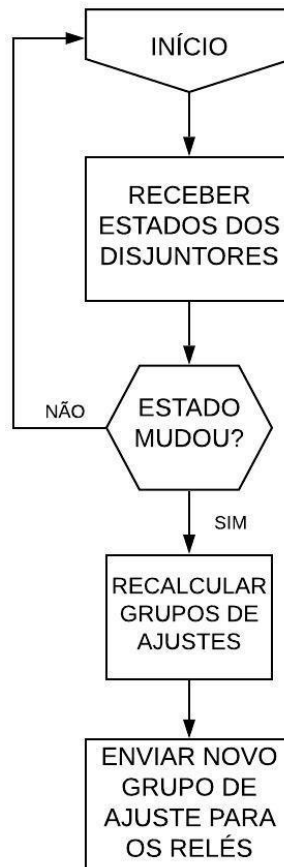 INÍCIO
RECEBER
ESTADOS DOS
DISJUNTORES
ESTADO
MUDOU?
NÃO
SIM
RECALCULAR
GRUPOS DE
AJUSTES
ENVIAR NOVO
GRUPO DE
AJUSTE PARA
OS RELÉS